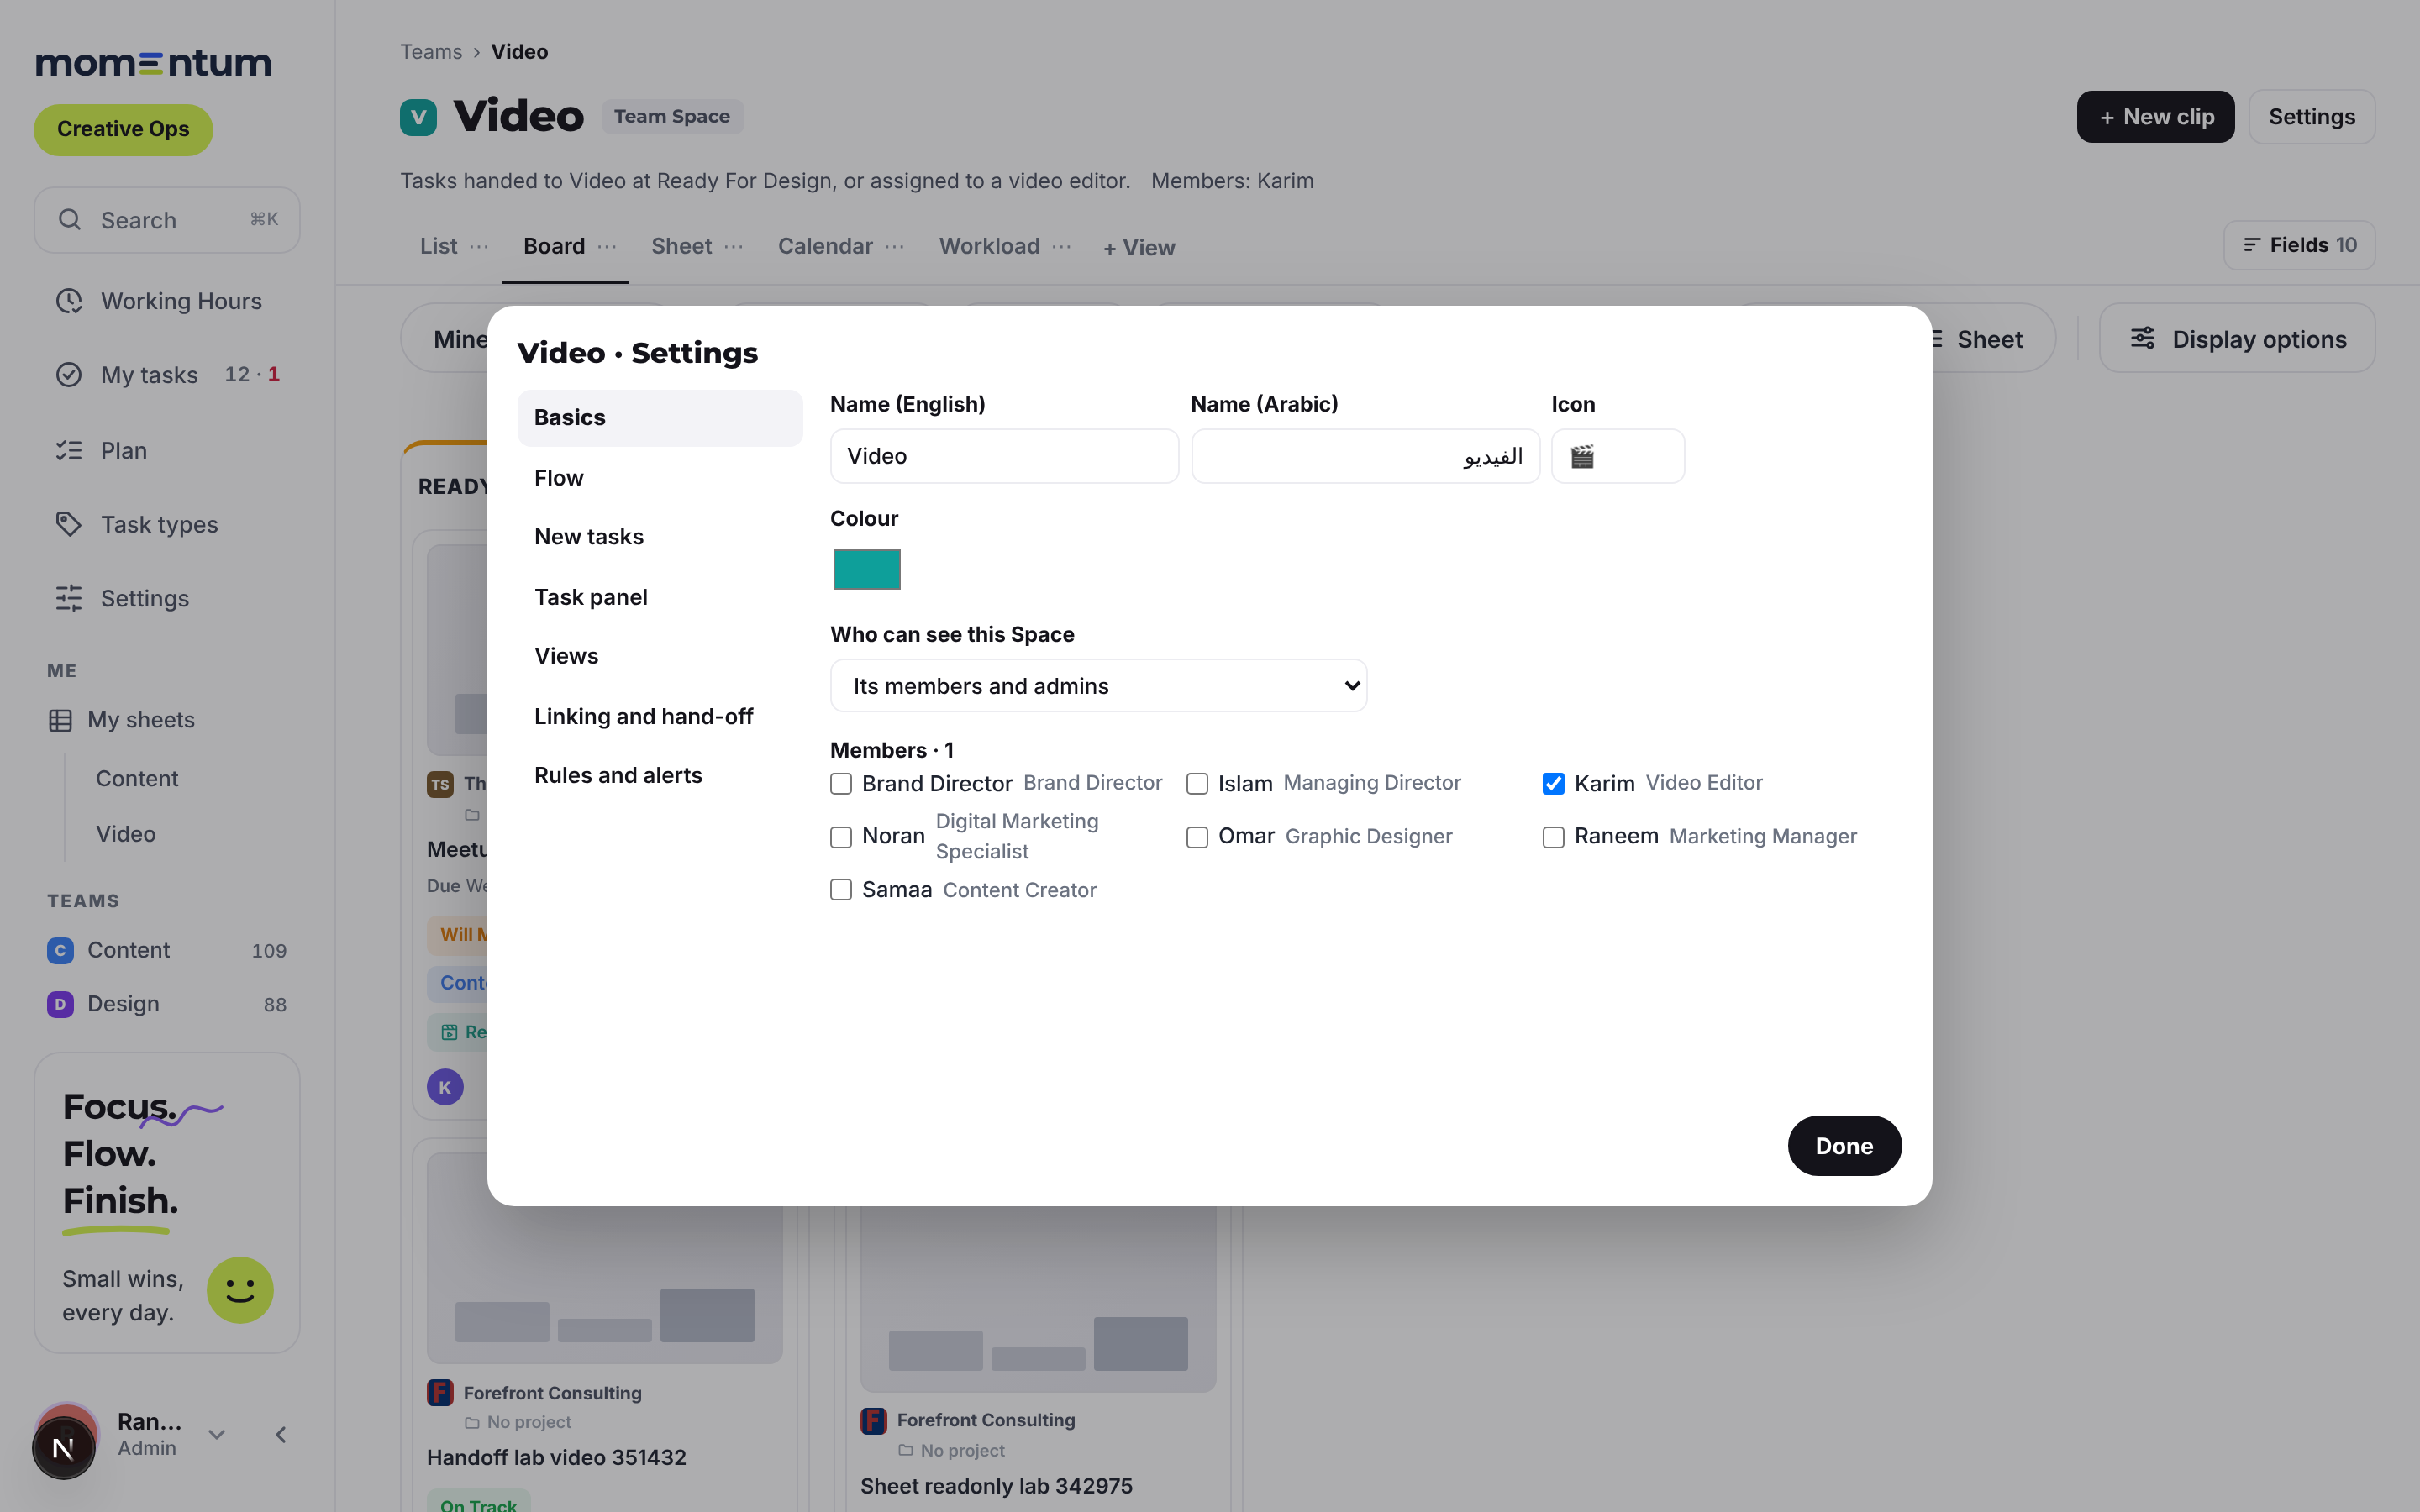 momentum
Creative Ops
Search ⌘K
Working Hours
My tasks 12 · 1
Plan
Task types
Settings
ME
My sheets
Content
Video
TEAMS
C Content 109
D Design 88
Focus.
Flow.
Finish.
Small wins,
every day.
N
Ran...
Admin
Teams › Video
V Video Team Space
+ New clip
Settings
Tasks handed to Video at Ready For Design, or assigned to a video editor. Members: Karim
List ··· Board ··· Sheet ··· Calendar ··· Workload ··· + View
Fields 10
Mine
Sheet
Display options
READY
TS Th
Meetu
Due We
Will M
Conte
Re
K
Forefront Consulting
No project
Handoff lab video 351432
On Track
Forefront Consulting
No project
Sheet readonly lab 342975
Video · Settings
Basics
Flow
New tasks
Task panel
Views
Linking and hand-off
Rules and alerts
Name (English) Name (Arabic) Icon
Video الفيديو
Colour
Who can see this Space
Its members and admins
Members · 1
Brand Director Brand Director
Islam Managing Director
Karim Video Editor
Noran Digital Marketing
Specialist
Omar Graphic Designer
Raneem Marketing Manager
Samaa Content Creator
Done